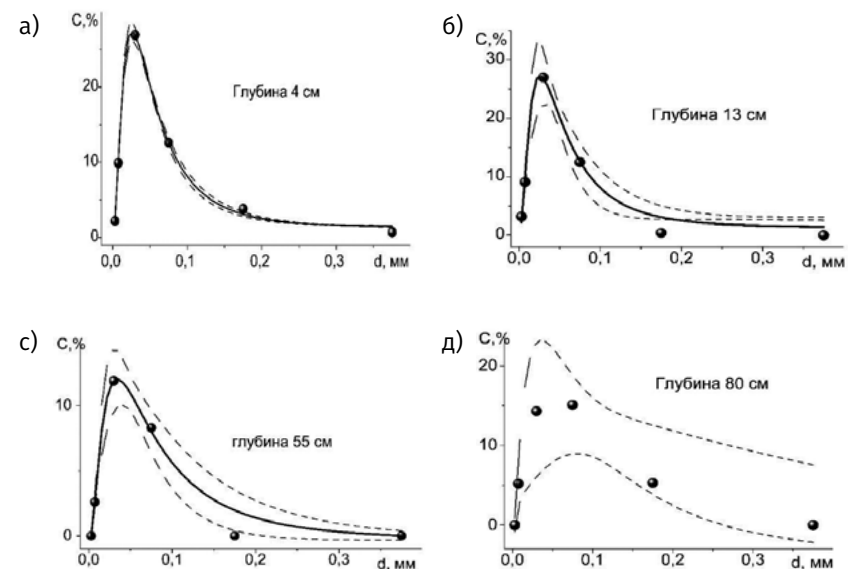 а)
C,%
20
10
0
Глубина 4 см
0,0
0,1
0,2
0,3
d, мм
б)
C,%
30
20
10
0
Глубина 13 см
0,0
0,1
0,2
0,3
d, мм
с)
C,%
10
0
глубина 55 см
0,0
0,1
0,2
0,3
d, мм
д)
C,%
20
10
0
Глубина 80 см
0,0
0,1
0,2
0,3
d, мм